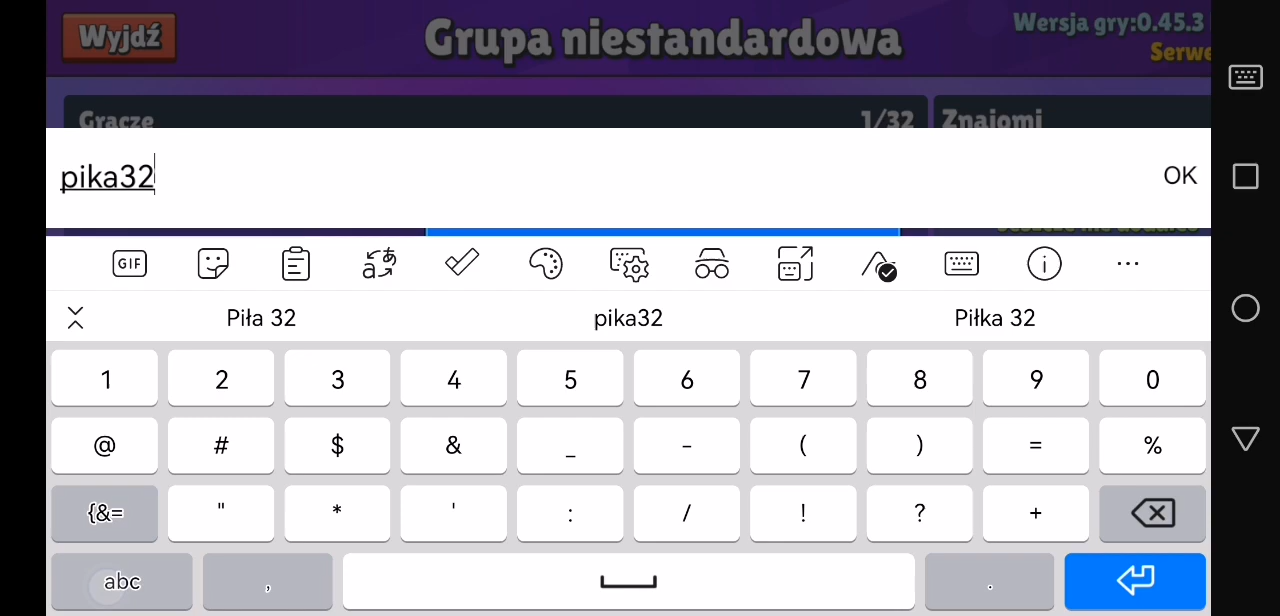 Wyjdź
Grupa niestandardowa
Wersja gry:0.45.3
Serwe
Gracze
1/32
Znajomi
pika32
OK
GIF
Piła 32
pika32
Piłka 32
1 2 3 4 5 6 7 8 9 0
@ # $ & _ - ( ) = %
{&= " * ' : / ! ? +
abc , .